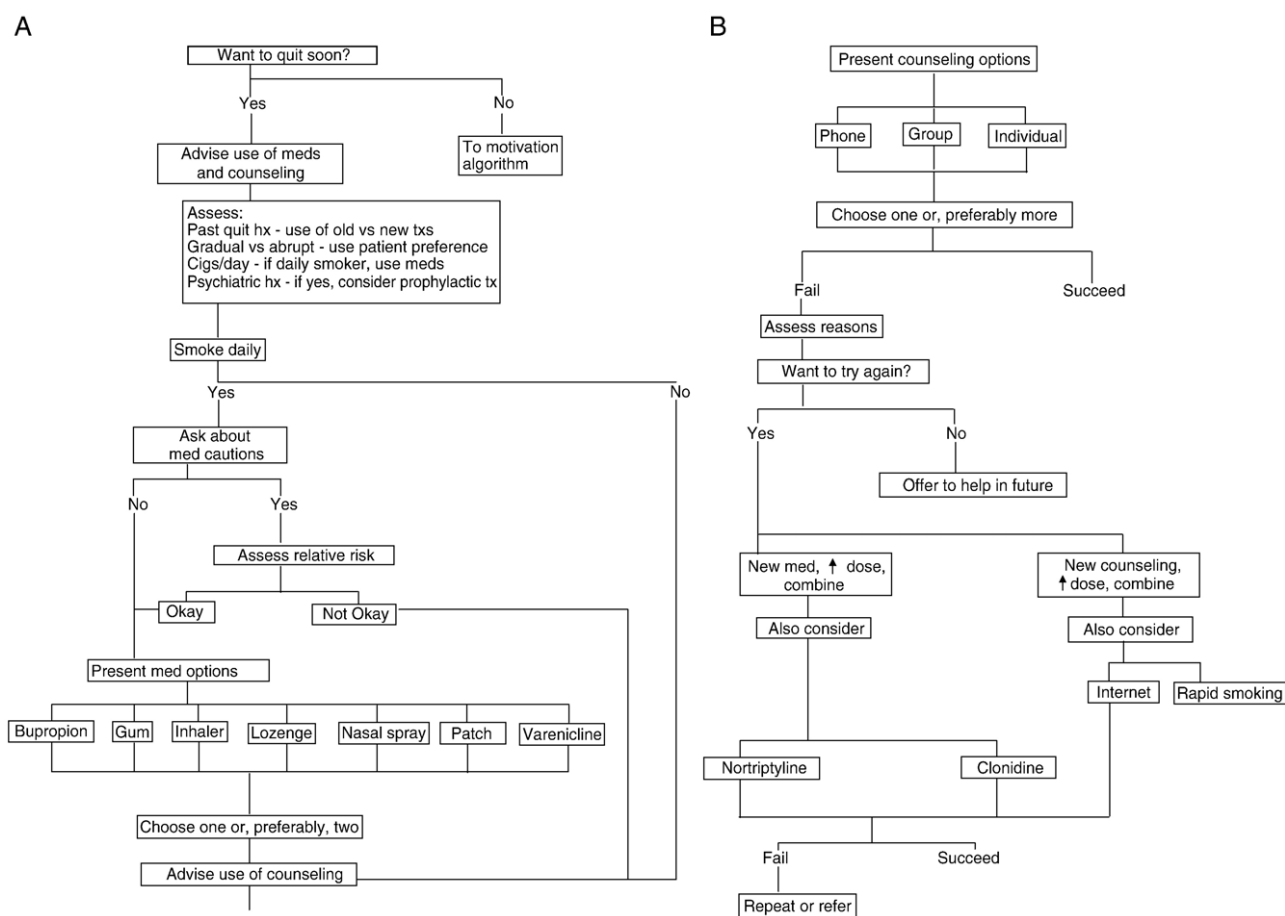 A
Want to quit soon?
Yes
No
Advise use of meds
and counseling
To motivation
algorithm
Assess:
Past quit hx - use of old vs new txs
Gradual vs abrupt - use patient preference
Cigs/day - if daily smoker, use meds
Psychiatric hx - if yes, consider prophylactic tx
Smoke daily
Yes
No
Ask about
med cautions
No
Yes
Assess relative risk
Okay
Not Okay
Present med options
Bupropion
Gum
Inhaler
Lozenge
Nasal spray
Patch
Varenicline
Choose one or, preferably, two
Advise use of counseling
B
Present counseling options
Phone
Group
Individual
Choose one or, preferably more
Fail
Succeed
Assess reasons
Want to try again?
Yes
No
Offer to help in future
New med, ↑ dose,
combine
New counseling,
↑ dose, combine
Also consider
Also consider
Internet
Rapid smoking
Nortriptyline
Clonidine
Fail
Succeed
Repeat or refer